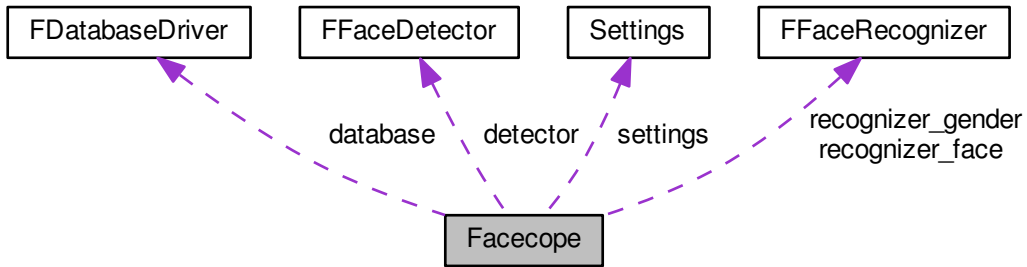 FDatabaseDriver
FFaceDetector
Settings
FFaceRecognizer
database
detector
settings
recognizer_gender
recognizer_face
Facecope